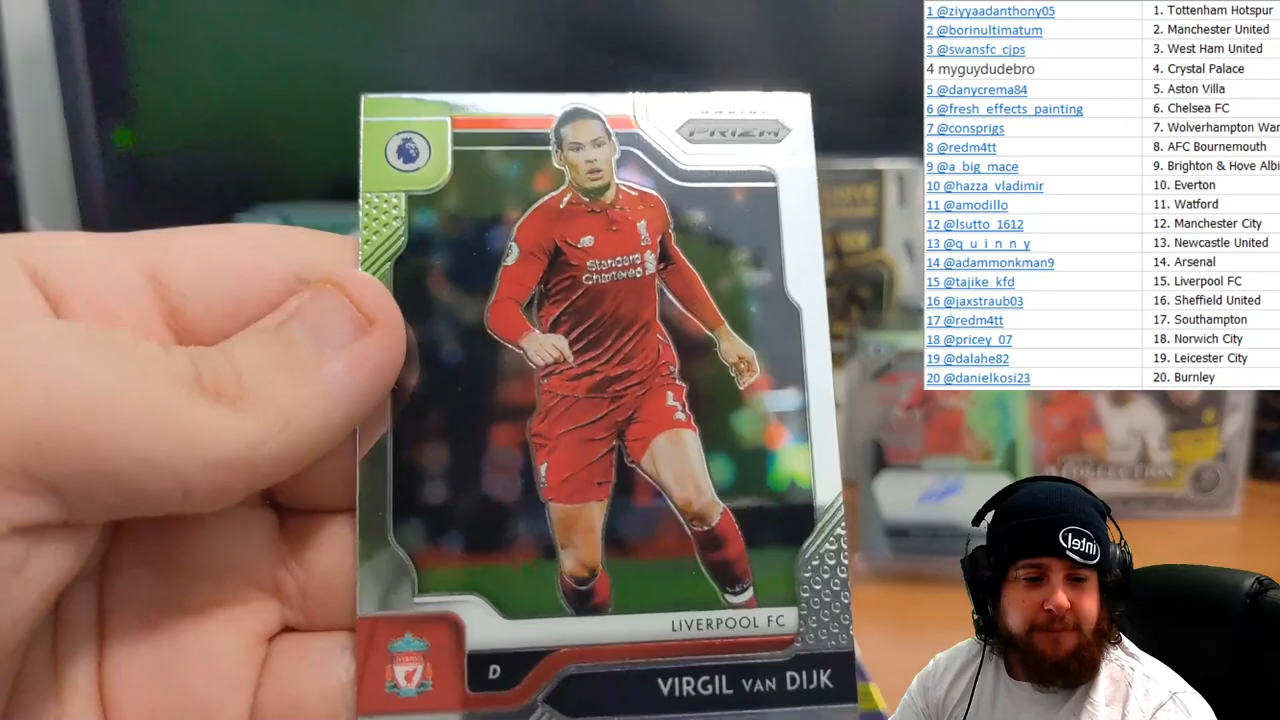 1 @ziyyaadanthony05 1. Tottenham Hotspur
2 @borinultimatum 2. Manchester United
3 @swansfc_cjps 3. West Ham United
4 myguydudebro 4. Crystal Palace
5 @danycrema84 5. Aston Villa
6 @fresh_effects_painting 6. Chelsea FC
7 @consprigs 7. Wolverhampton Wan
8 @redm4tt 8. AFC Bournemouth
9 @a_big_mace 9. Brighton & Hove Albi
10 @hazza_vladimir 10. Everton
11 @amodillo 11. Watford
12 @lsutto_1612 12. Manchester City
13 @q_u_i_n_n_y 13. Newcastle United
14 @adammonkman9 14. Arsenal
15 @tajike_kfd 15. Liverpool FC
16 @jaxstraub03 16. Sheffield United
17 @redm4tt 17. Southampton
18 @pricey_07 18. Norwich City
19 @dalahe82 19. Leicester City
20 @danielkosi23 20. Burnley
PRIZM
Standard
Chartered
4
LIVERPOOL FC
D
VIRGIL VAN DIJK
intel